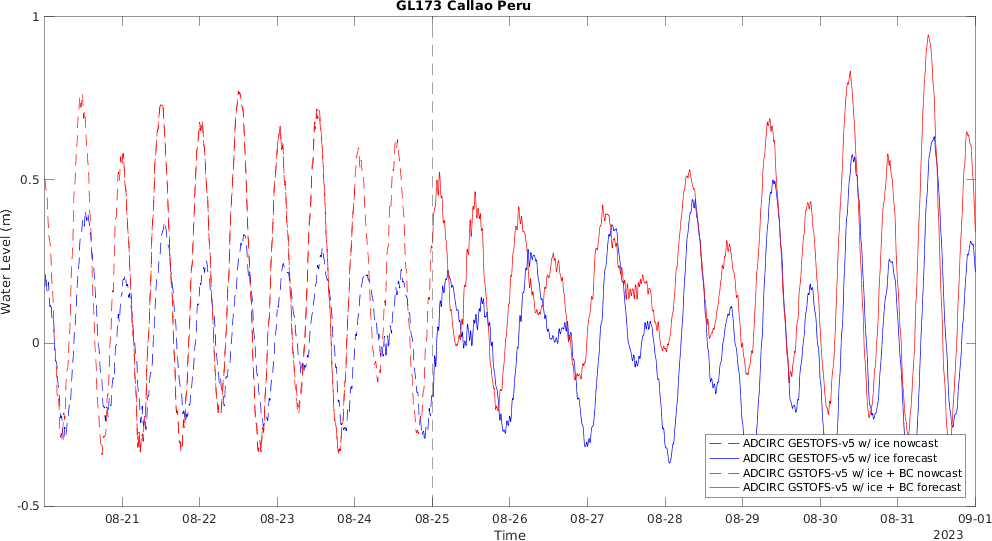 GL173 Callao Peru
Water Level (m)
1
0.5
0
-0.5
ADCIRC GESTOFS-v5 w/ ice nowcast
ADCIRC GESTOFS-v5 w/ ice forecast
ADCIRC GSTOFS-v5 w/ ice + BC nowcast
ADCIRC GSTOFS-v5 w/ ice + BC forecast
08-21 08-22 08-23 08-24 08-25 08-26 08-27 08-28 08-29 08-30 08-31 09-01
Time
2023